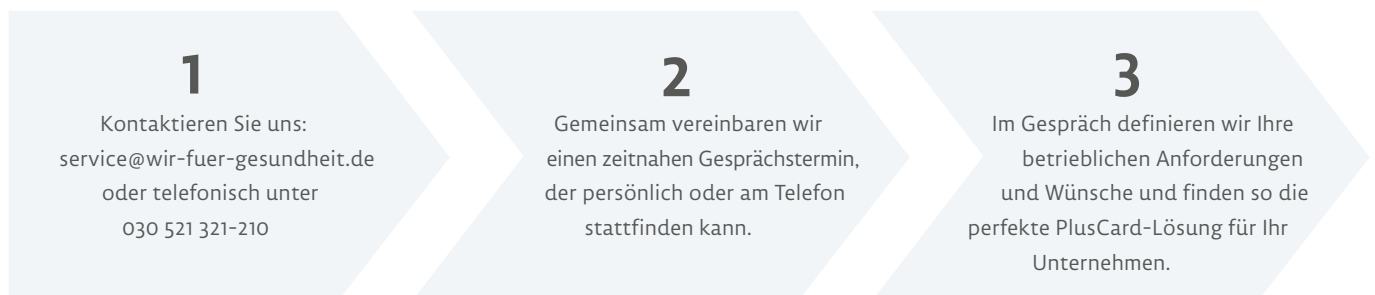 1
Kontaktieren Sie uns:
service@wir-fuer-gesundheit.de
oder telefonisch unter
030 521 321-210
2
Gemeinsam vereinbaren wir
einen zeitnahen Gesprächstermin,
der persönlich oder am Telefon
stattfinden kann.
3
Im Gespräch definieren wir Ihre
betrieblichen Anforderungen
und Wünsche und finden so die
perfekte PlusCard-Lösung für Ihr
Unternehmen.